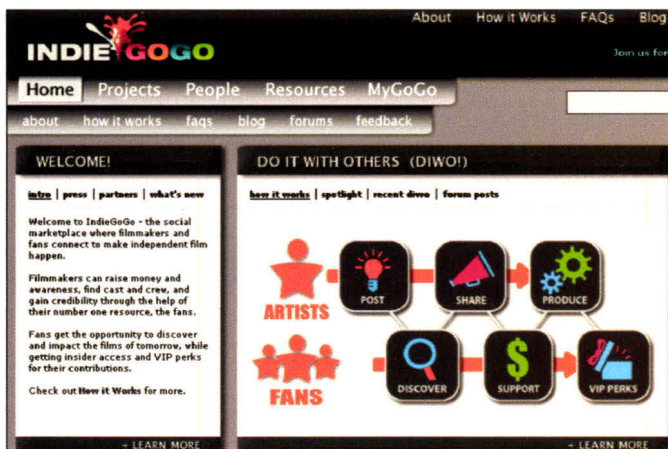 About How it Works FAQs Blog
INDIEGOGO
Join us for
Home Projects People Resources MyGoGo
about how it works faqs blog forums feedback
WELCOME!
intro | press | partners | what's new
Welcome to IndieGoGo - the social
marketplace where filmmakers and
fans connect to make independent film
happen.
Filmmakers can raise money and
awareness, find cast and crew, and
gain credibility through the help of
their number one resource, the fans.
Fans get the opportunity to discover
and impact the films of tomorrow, while
getting insider access and VIP perks
for their contributions.
Check out How it Works for more.
→ LEARN MORE
DO IT WITH OTHERS (DIWO!)
how it works | spotlight | recent diwo | forum posts
ARTISTS
POST
SHARE
PRODUCE
FANS
DISCOVER
$
SUPPORT
VIP PERKS
→ LEARN MORE